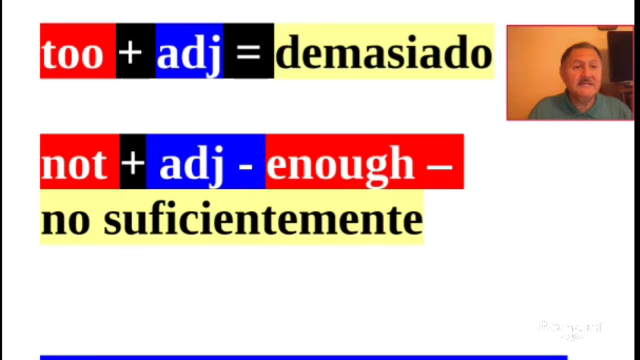 too + adj = demasiado
not + adj - enough –
no suficientemente